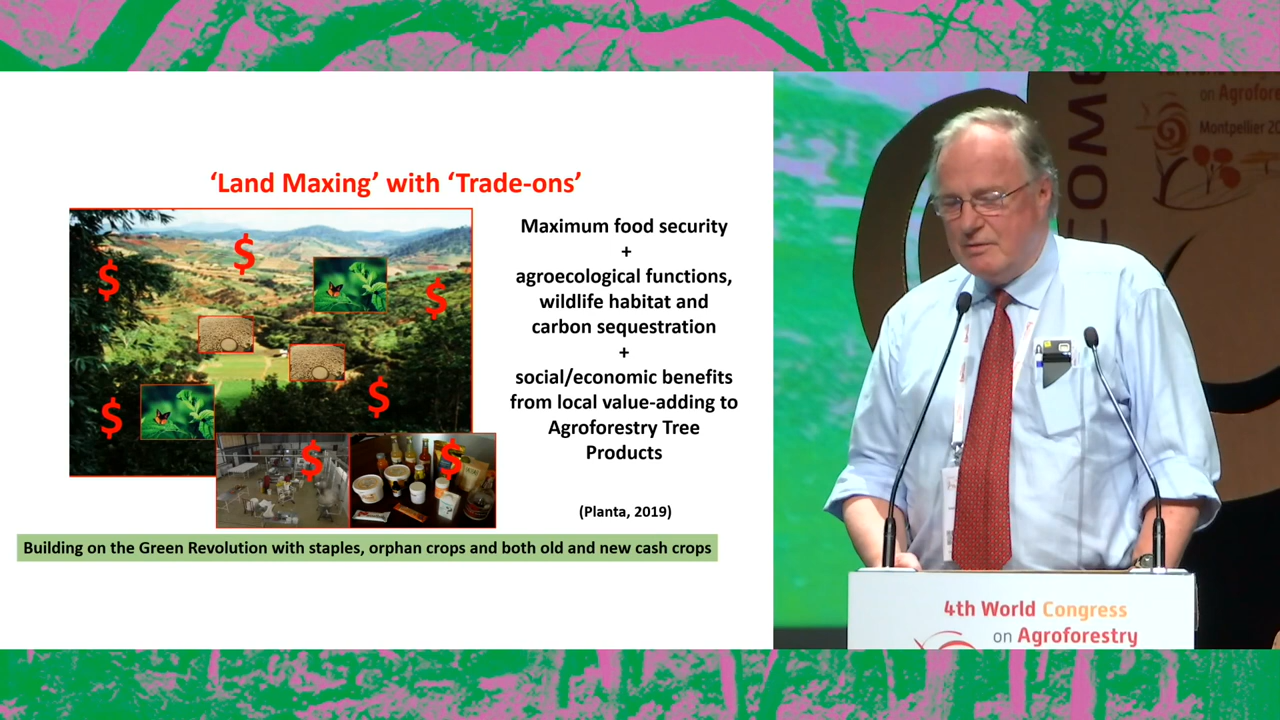 ‘Land Maxing’ with ‘Trade-ons’
Maximum food security
+
agroecological functions,
wildlife habitat and
carbon sequestration
+
social/economic benefits
from local value-adding to
Agroforestry Tree
Products
(Planta, 2019)
Building on the Green Revolution with staples, orphan crops and both old and new cash crops
$
$
$
$
$
$
$
COME
on Agrofore
Montpellier 20
4th World Congress
on Agroforestry